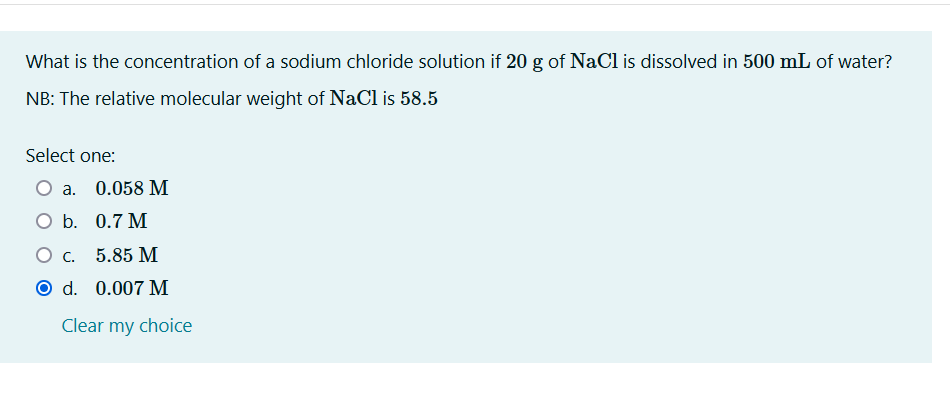 What is the concentration of a sodium chloride solution if 20 g of NaCl is dissolved in 500 mL of water?
NB: The relative molecular weight of NaCl is 58.5
Select one:
a. 0.058 M
b. 0.7 M
c. 5.85 M
d. 0.007 M
Clear my choice